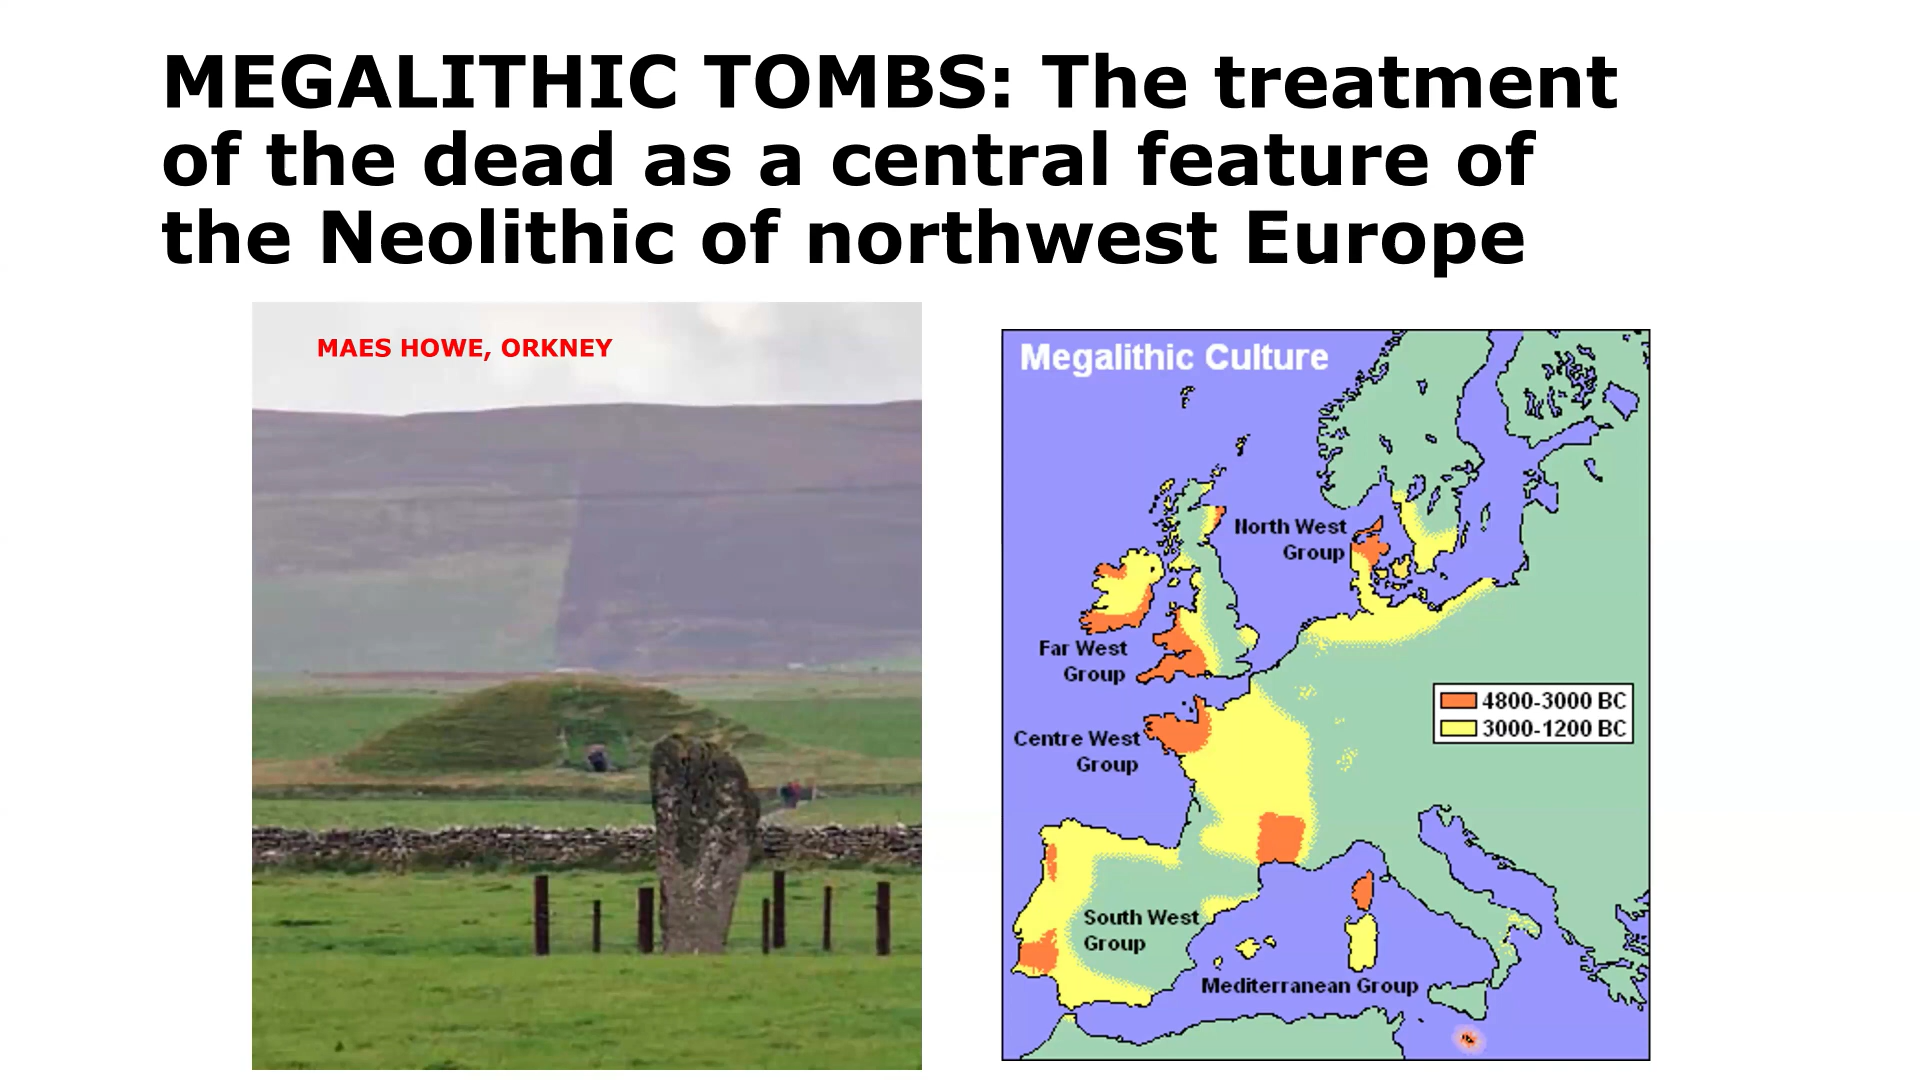 MEGALITHIC TOMBS: The treatment
of the dead as a central feature of
the Neolithic of northwest Europe
MAES HOWE, ORKNEY
Megalithic Culture
North West
Group
Far West
Group
4800-3000 BC
3000-1200 BC
Centre West
Group
South West
Group
Mediterranean Group